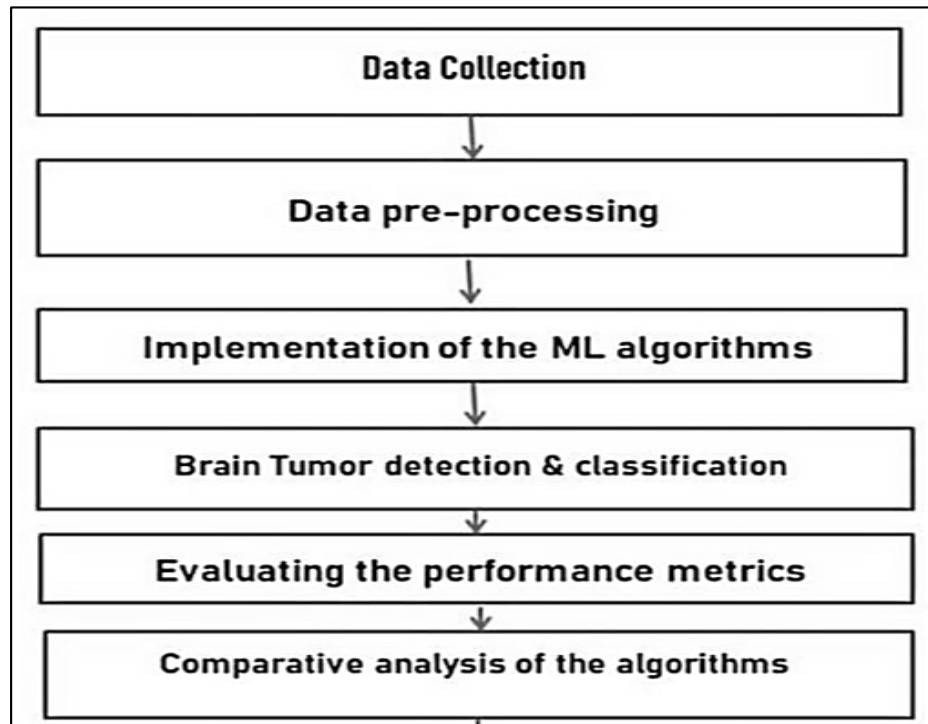 Data Collection
Data pre-processing
Implementation of the ML algorithms
Brain Tumor detection & classification
Evaluating the performance metrics
Comparative analysis of the algorithms